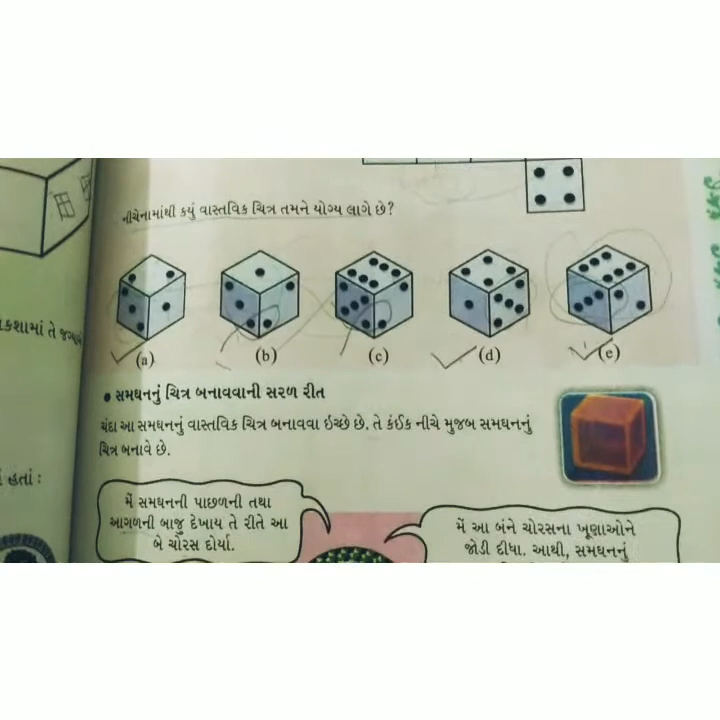 નીચેનામાંથી કયું વાસ્તવિક ચિત્ર તમને યોગ્ય લાગે છે?
(a) (b) (c) (d) (e)
• સમઘનનું ચિત્ર બનાવવાની સરળ રીત
ચંદા આ સમઘનનું વાસ્તવિક ચિત્ર બનાવવા ઇચ્છે છે. તે કંઈક નીચે મુજબ સમઘનનું
ચિત્ર બનાવે છે.
હતાં :
મેં સમઘનની પાછળની તથા
આગળની બાજુ દેખાય તે રીતે આ
બે ચોરસ દોર્યા.
મેં આ બંને ચોરસના ખૂણાઓને
જોડી દીધા. આથી, સમઘનનું